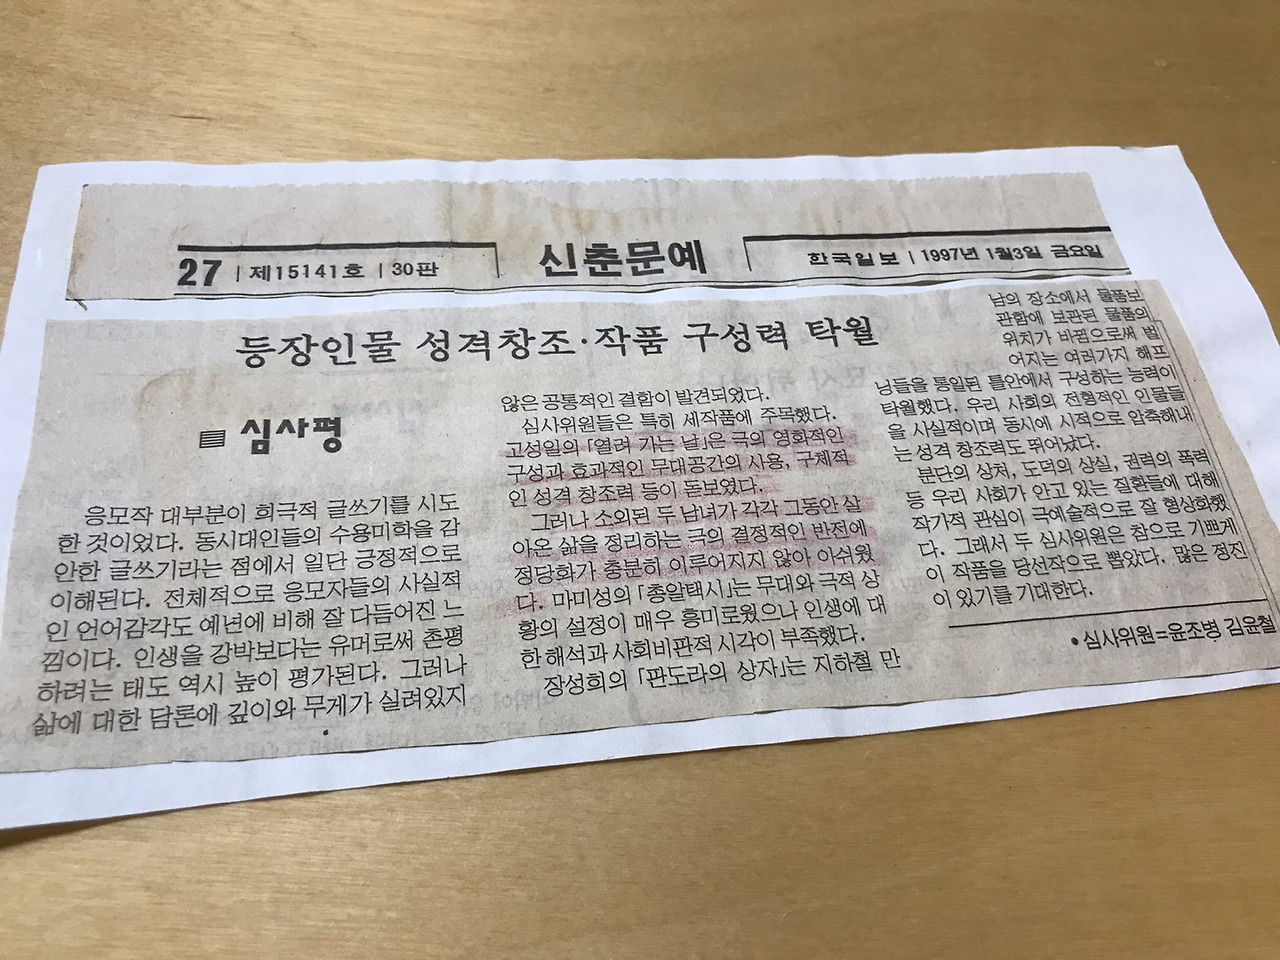 27 | 제15141호 | 30판
신춘문예
한국일보 | 1997년 1월3일 금요일
등장인물 성격창조·작품 구성력 탁월
심사평
응모작 대부분이 희극적 글쓰기를 시도
한 것이었다. 동시대인들의 수용미학을 감
안한 글쓰기라는 점에서 일단 긍정적으로
이해된다. 전체적으로 응모자들의 사실적
인 언어감각도 예년에 비해 잘 다듬어진 느
낌이다. 인생을 강박보다는 유머로써 촌평
하려는 태도 역시 높이 평가된다. 그러나
삶에 대한 담론에 깊이와 무게가 실려있지
않은 공통적인 결함이 발견되었다.
심사위원들은 특히 세작품에 주목했다.
고성일의 「열려 가는 날」은 극의 영화적인
구성과 효과적인 무대공간의 사용, 구체적
인 성격 창조력 등이 돋보였다.
그러나 소외된 두 남녀가 각각 그동안 살
아온 삶을 정리하는 극의 결정적인 반전에
정당화가 충분히 이루어지지 않아 아쉬웠
다. 마미성의 「총알택시」는 무대와 극적 상
황의 설정이 매우 흥미로웠으나 인생에 대
한 해석과 사회비판적 시각이 부족했다.
장성희의 「판도라의 상자」는 지하철 만
남의 장소에서 물품보
관함에 보관된 물품의
위치가 바뀜으로써 벌
어지는 여러가지 해프
닝들을 통일된 틀안에서 구성하는 능력이
탁월했다. 우리 사회의 전형적인 인물들
을 사실적이며 동시에 시적으로 압축해내
는 성격 창조력도 뛰어났다.
분단의 상처, 도덕의 상실, 권력의 폭력
등 우리 사회가 안고 있는 질환들에 대해
작가적 관심이 극예술적으로 잘 형상화했
다. 그래서 두 심사위원은 참으로 기쁘게
이 작품을 당선작으로 뽑았다. 많은 정진
이 있기를 기대한다.
•심사위원=윤조병 김윤철